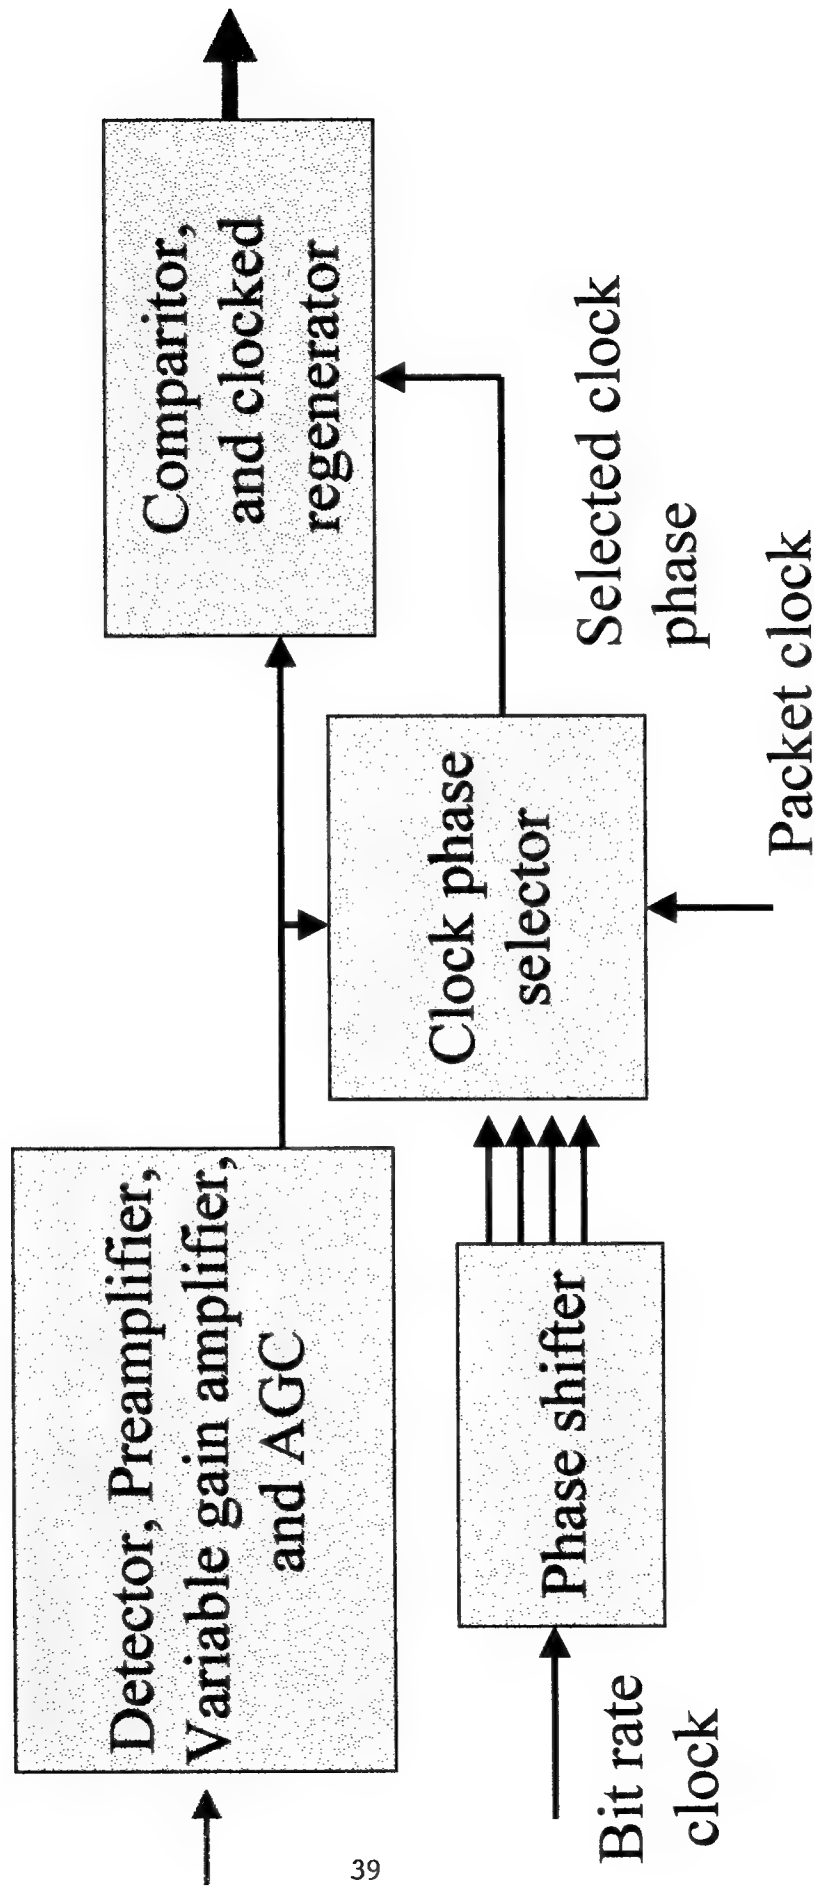 Detector, Preamplifier,
Variable gain amplifier,
and AGC
Comparitor,
and clocked
regenerator
Clock phase
selector
Phase shifter
Bit rate
clock
Selected clock
phase
Packet clock
39